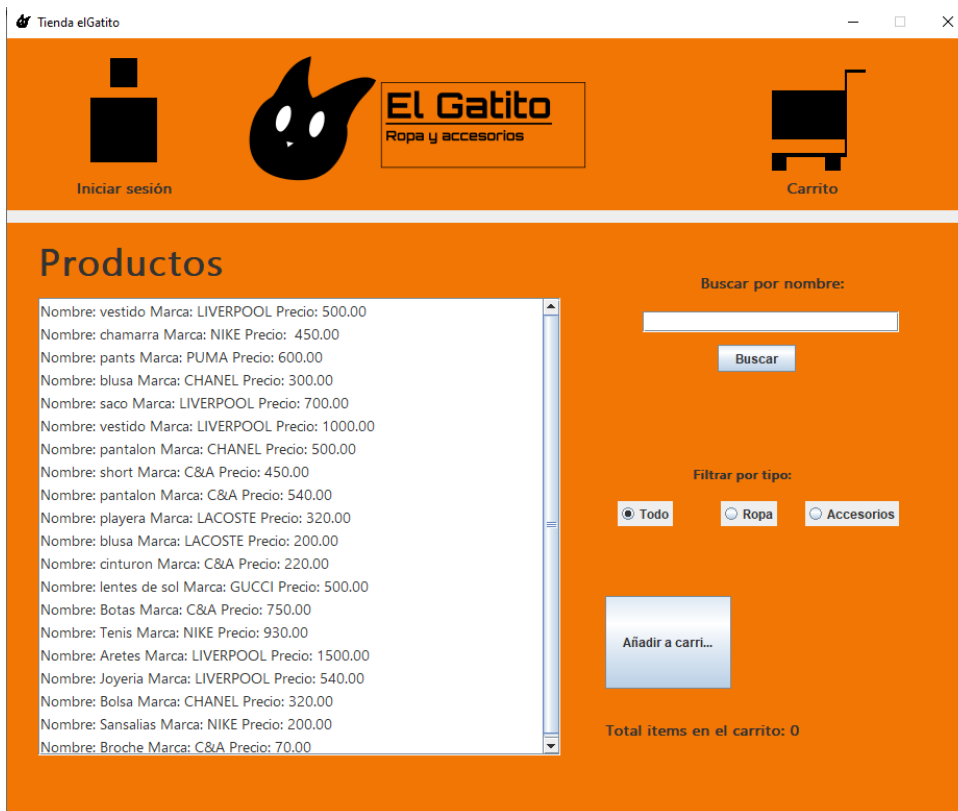 Tienda elGatito
El Gatito
Ropa y accesorios
Iniciar sesión
Carrito
Productos
Nombre: vestido Marca: LIVERPOOL Precio: 500.00
Nombre: chamarra Marca: NIKE Precio:  450.00
Nombre: pants Marca: PUMA Precio: 600.00
Nombre: blusa Marca: CHANEL Precio: 300.00
Nombre: saco Marca: LIVERPOOL Precio: 700.00
Nombre: vestido Marca: LIVERPOOL Precio: 1000.00
Nombre: pantalon Marca: CHANEL Precio: 500.00
Nombre: short Marca: C&A Precio: 450.00
Nombre: pantalon Marca: C&A Precio: 540.00
Nombre: playera Marca: LACOSTE Precio: 320.00
Nombre: blusa Marca: LACOSTE Precio: 200.00
Nombre: cinturon Marca: C&A Precio: 220.00
Nombre: lentes de sol Marca: GUCCI Precio: 500.00
Nombre: Botas Marca: C&A Precio: 750.00
Nombre: Tenis Marca: NIKE Precio: 930.00
Nombre: Aretes Marca: LIVERPOOL Precio: 1500.00
Nombre: Joyeria Marca: LIVERPOOL Precio: 540.00
Nombre: Bolsa Marca: CHANEL Precio: 320.00
Nombre: Sansalias Marca: NIKE Precio: 200.00
Nombre: Broche Marca: C&A Precio: 70.00
Buscar por nombre:
Buscar
Filtrar por tipo:
Todo Ropa Accesorios
Añadir a carri...
Total items en el carrito: 0